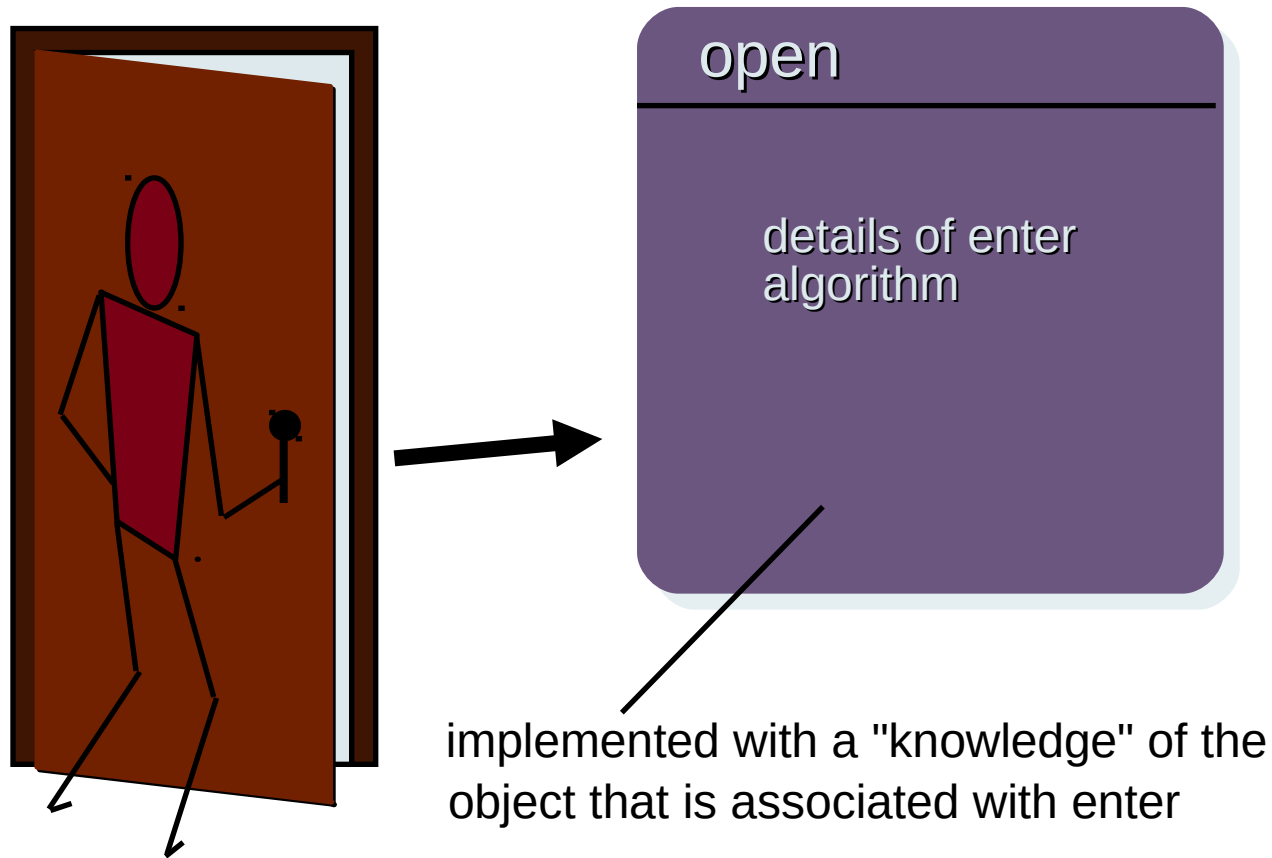 open
details of enter
algorithm
implemented with a "knowledge" of the
object that is associated with enter